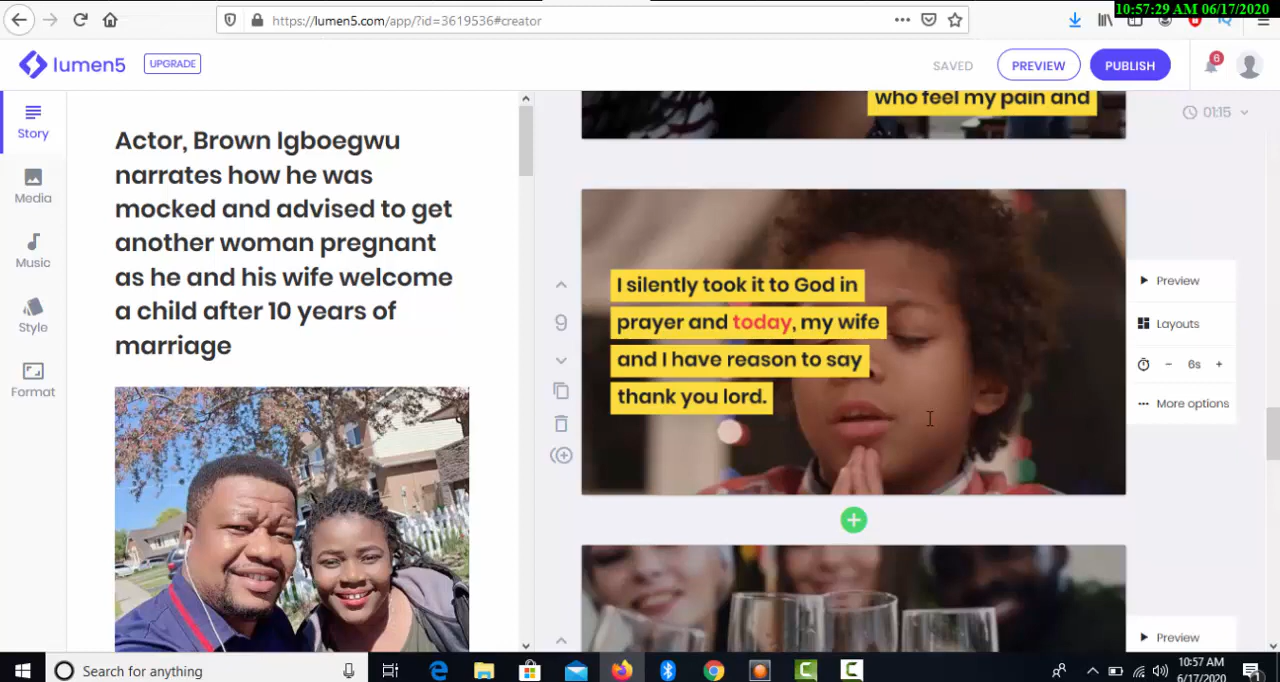 10:57:29 AM 06/17/2020
https://lumen5.com/app/?id=3619536#creator
lumen5
UPGRADE
SAVED
PREVIEW
PUBLISH
6
Story
Media
Music
Style
Format
Actor, Brown Igboegwu
narrates how he was
mocked and advised to get
another woman pregnant
as he and his wife welcome
a child after 10 years of
marriage
who feel my pain and
01:15
9
I silently took it to God in
prayer and today, my wife
and I have reason to say
thank you lord.
Preview
Layouts
6s
More options
Preview
Search for anything
10:57 AM
6/17/2020